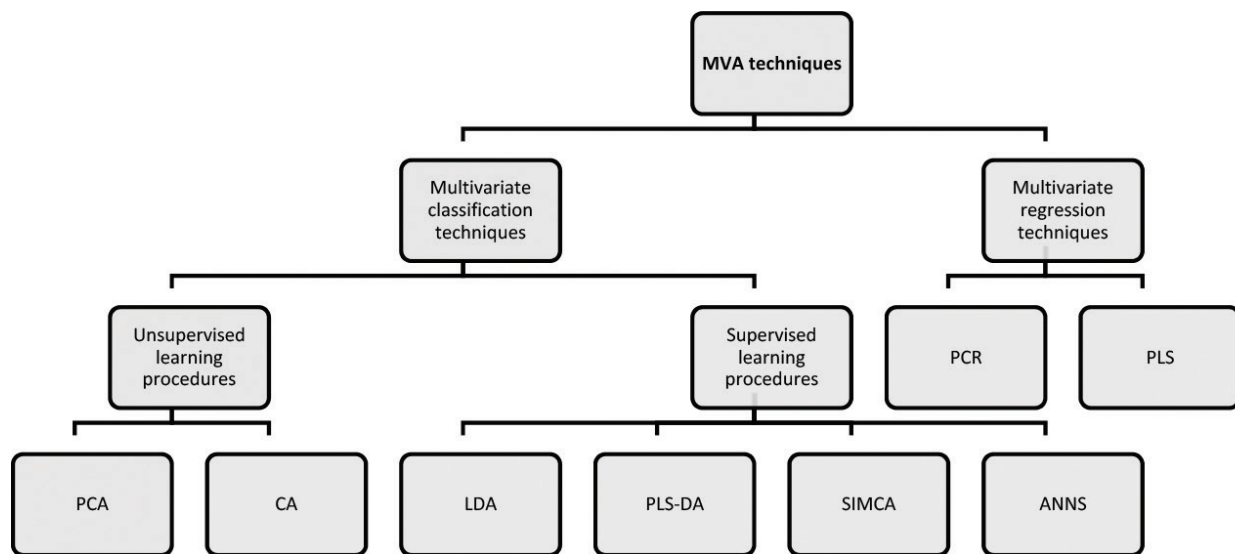 MVA techniques
Multivariate
classification
techniques
Multivariate
regression
techniques
Unsupervised
learning
procedures
Supervised
learning
procedures
PCR
PLS
PCA
CA
LDA
PLS-DA
SIMCA
ANNS